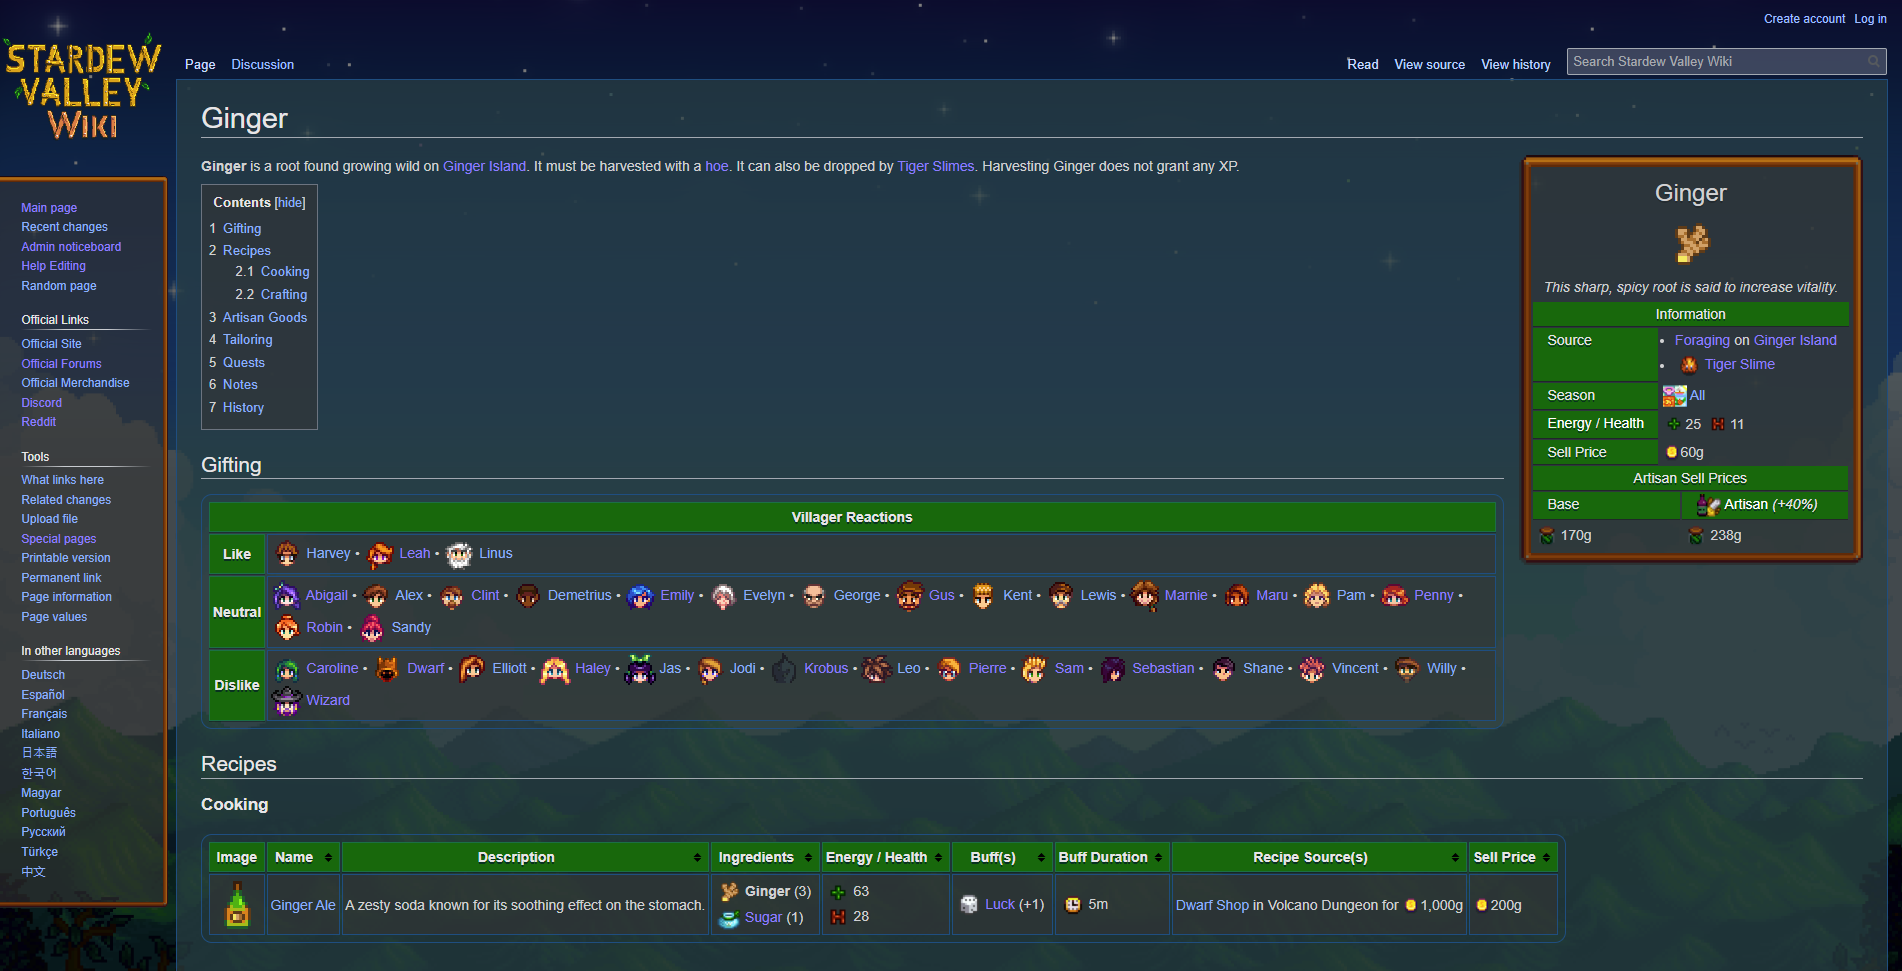 Create account Log in
STARDEW
VALLEY
WIKI
Page Discussion
Read View source View history Search Stardew Valley Wiki
Main page
Recent changes
Admin noticeboard
Help Editing
Random page
Official Links
Official Site
Official Forums
Official Merchandise
Discord
Reddit
Tools
What links here
Related changes
Upload file
Special pages
Printable version
Permanent link
Page information
Page values
In other languages
Deutsch
Español
Français
Italiano
日本語
한국어
Magyar
Português
Русский
Türkçe
中文
Ginger
Ginger is a root found growing wild on Ginger Island. It must be harvested with a hoe. It can also be dropped by Tiger Slimes. Harvesting Ginger does not grant any XP.
Contents [hide]
1 Gifting
2 Recipes
2.1 Cooking
2.2 Crafting
3 Artisan Goods
4 Tailoring
5 Quests
6 Notes
7 History
Ginger
This sharp, spicy root is said to increase vitality.
Information
Source • Foraging on Ginger Island
• Tiger Slime
Season All
Energy / Health 25 11
Sell Price 60g
Artisan Sell Prices
Base Artisan (+40%)
170g 238g
Gifting
Villager Reactions
Like Harvey • Leah • Linus
Neutral Abigail • Alex • Clint • Demetrius • Emily • Evelyn • George • Gus • Kent • Lewis • Marnie • Maru • Pam • Penny •
Robin • Sandy
Dislike Caroline • Dwarf • Elliott • Haley • Jas • Jodi • Krobus • Leo • Pierre • Sam • Sebastian • Shane • Vincent • Willy •
Wizard
Recipes
Cooking
Image Name Description Ingredients Energy / Health Buff(s) Buff Duration Recipe Source(s) Sell Price
Ginger Ale A zesty soda known for its soothing effect on the stomach. Ginger (3) Sugar (1) 63 28 Luck (+1) 5m Dwarf Shop in Volcano Dungeon for 1,000g 200g